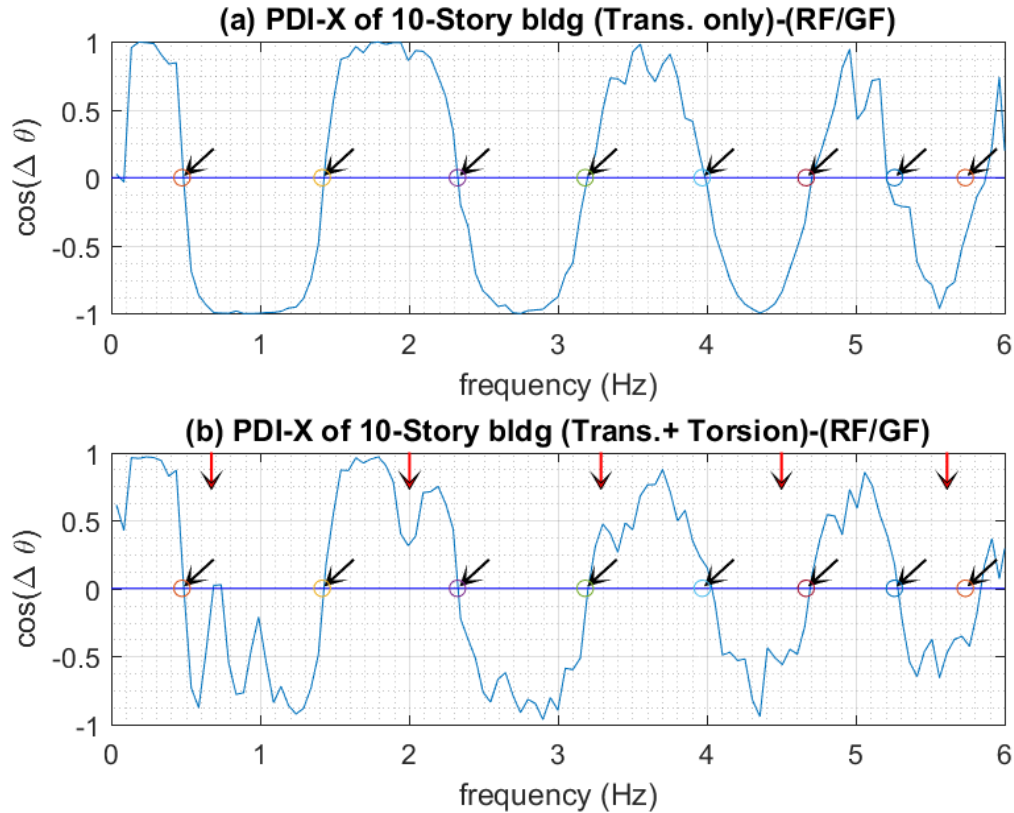 (a) PDI-X of 10-Story bldg (Trans. only)-(RF/GF)
1
0.5
0
-0.5
-1
cos(Δ θ)
0 1 2 3 4 5 6
frequency (Hz)
(b) PDI-X of 10-Story bldg (Trans.+ Torsion)-(RF/GF)
1
0.5
0
-0.5
-1
cos(Δ θ)
0 1 2 3 4 5 6
frequency (Hz)